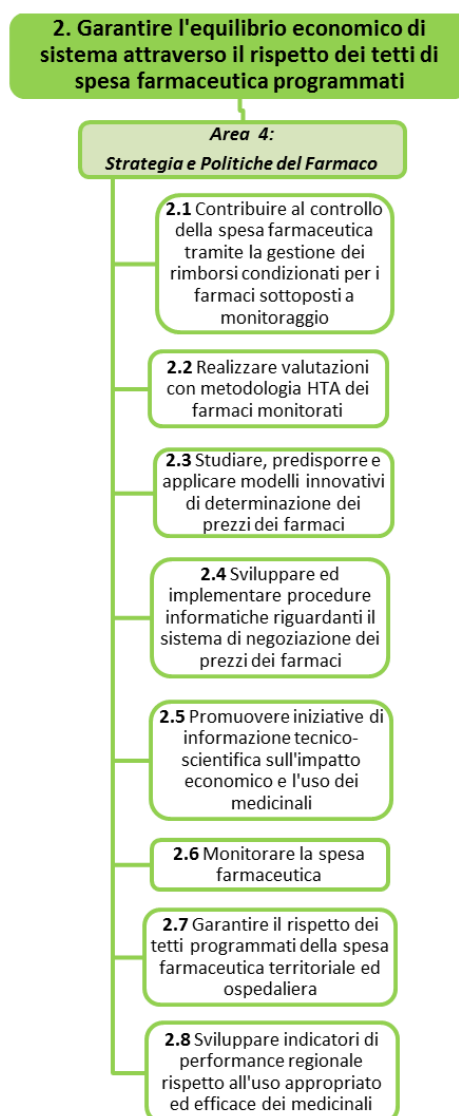 2. Garantire l'equilibrio economico di
sistema attraverso il rispetto dei tetti di
spesa farmaceutica programmati
Area 4:
Strategia e Politiche del Farmaco
2.1 Contribuire al controllo
della spesa farmaceutica
tramite la gestione dei
rimborsi condizionati per i
farmaci sottoposti a
monitoraggio
2.2 Realizzare valutazioni
con metodologia HTA dei
farmaci monitorati
2.3 Studiare, predisporre e
applicare modelli innovativi
di determinazione dei
prezzi dei farmaci
2.4 Sviluppare ed
implementare procedure
informatiche riguardanti il
sistema di negoziazione dei
prezzi dei farmaci
2.5 Promuovere iniziative di
informazione tecnico-
scientifica sull'impatto
economico e l'uso dei
medicinali
2.6 Monitorare la spesa
farmaceutica
2.7 Garantire il rispetto dei
tetti programmati della spesa
farmaceutica territoriale ed
ospedaliera
2.8 Sviluppare indicatori di
performance regionale
rispetto all'uso appropriato
ed efficace dei medicinali